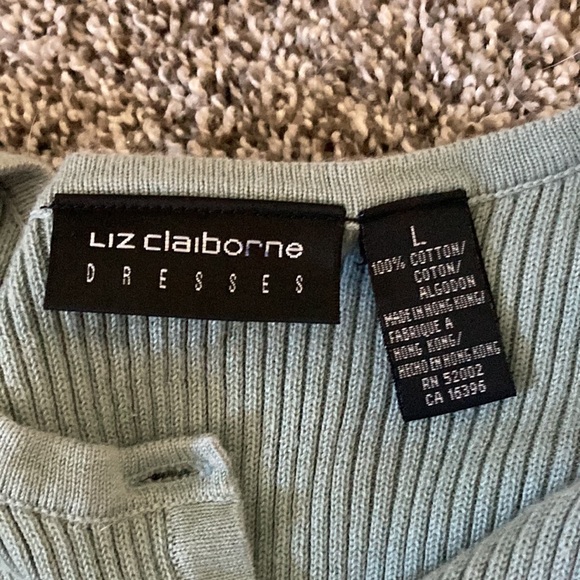 Liz claiborne
DRESSES
L
100% COTTON/
COTON/
ALGODON
MADE IN HONG KONG/
FABRIQUE A
HONG KONG/
HECHO EN HONG KONG
RN 52002
CA 16396